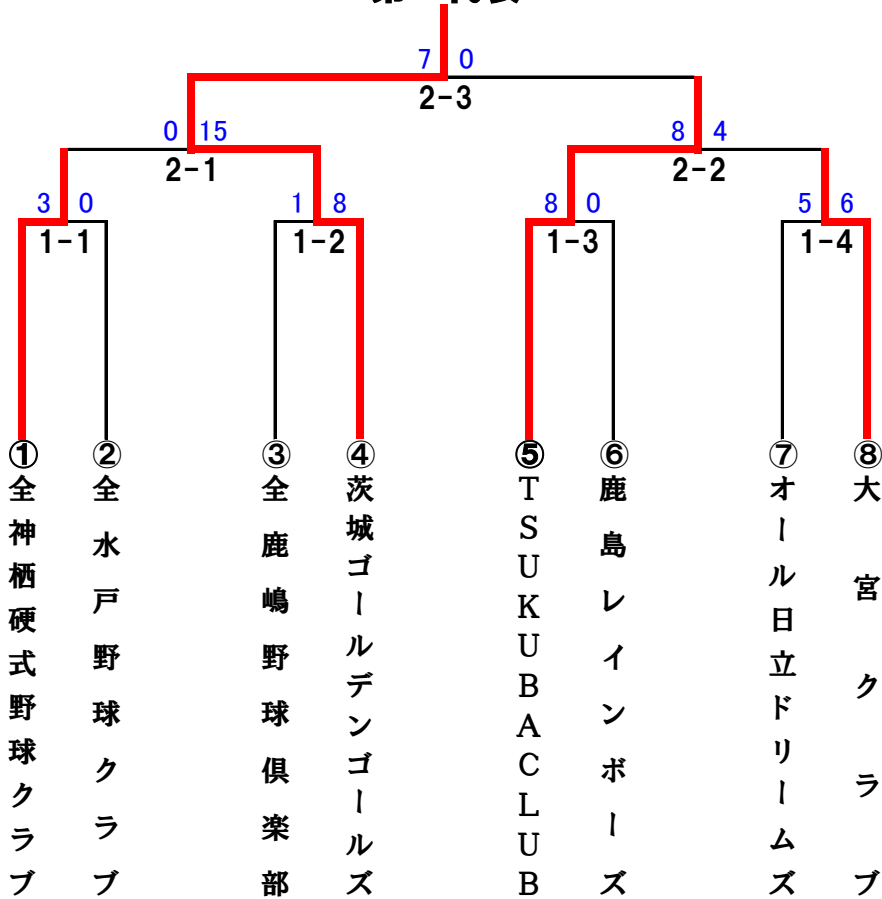 7 0
2-3
0 15
8 4
2-1
2-2
3 0
1 8
8 0
5 6
1-1
1-2
1-3
1-4
①全神栖硬式野球クラブ
②全水戸野球クラブ
③全鹿嶋野球倶楽部
④茨城ゴールデンゴールズ
⑤TSUKUBACLUB
⑥鹿島レインボーズ
⑦オール日立ドリームズ
⑧大宮クラブ